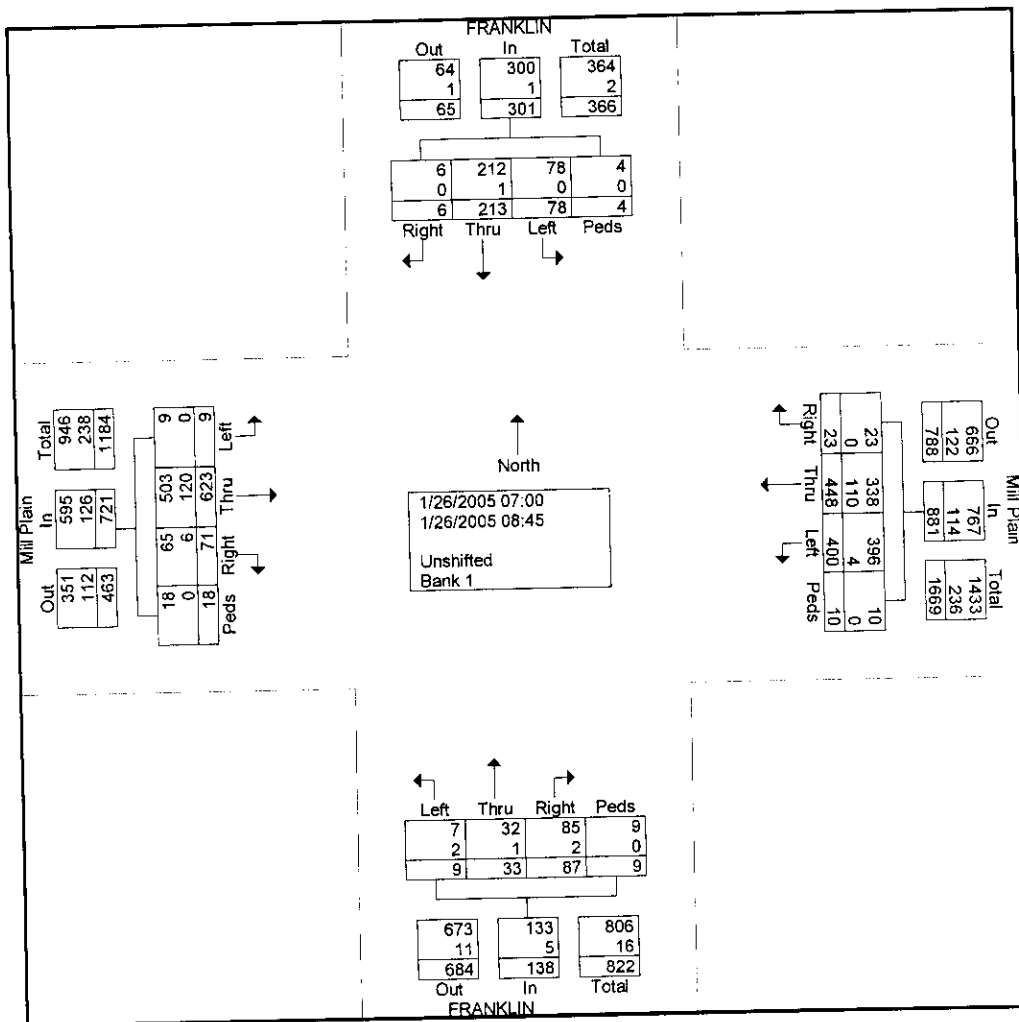 FRANKLIN
Out In Total
64 300 364
1 1 2
65 301 366
6 212 78 4
0 1 0 0
6 213 78 4
Right Thru Left Peds
Mill Plain
Total In Out
946 595 351
238 126 112
1184 721 463
9 503 65 18
0 120 6 0
9 623 71 18
Left Thru Right Peds
North
1/26/2005 07:00
1/26/2005 08:45
Unshifted
Bank 1
Mill Plain
Out In Total
666 767 1433
122 114 236
788 881 1669
23 338 396 10
0 110 4 0
23 448 400 10
Right Thru Left Peds
Left Thru Right Peds
7 32 85 9
2 1 2 0
9 33 87 9
673 133 806
11 5 16
684 138 822
Out In Total
FRANKLIN